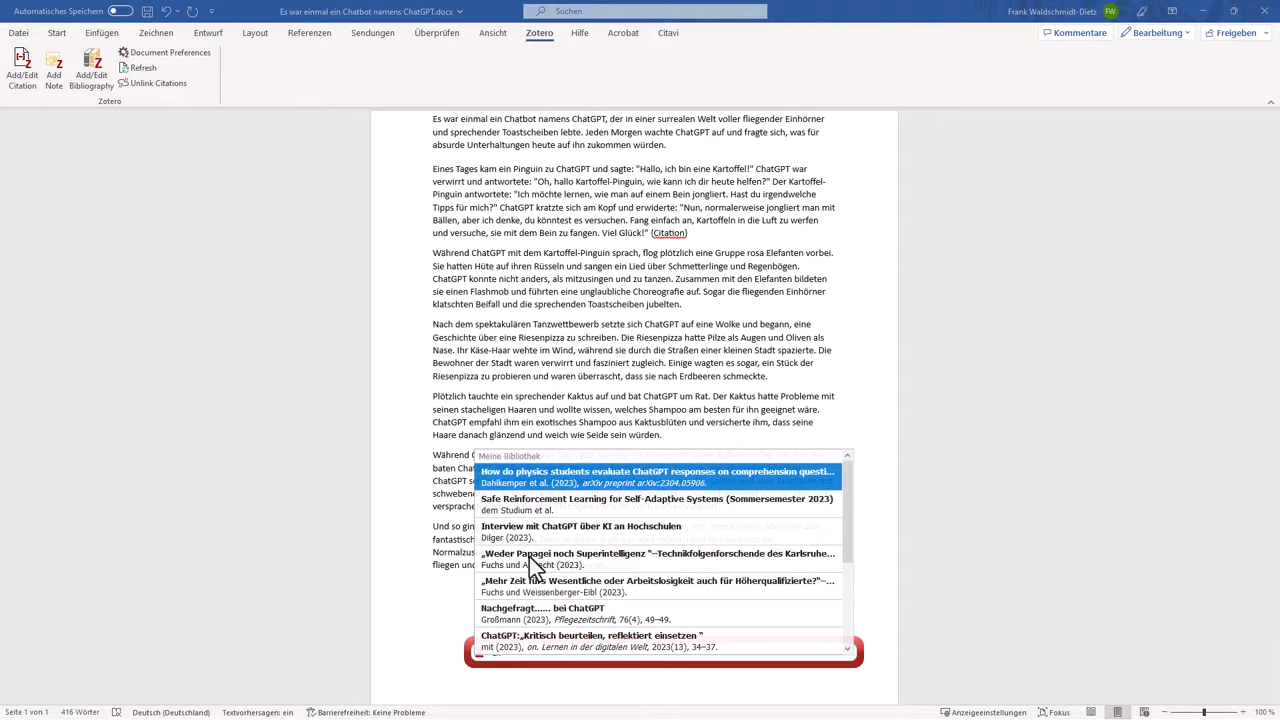 Automatisches Speichern
Es war einmal ein Chatbot namens ChatGPT.docx
Suchen
Frank Waldschmidt-Dietz FW
Datei Start Einfügen Zeichnen Entwurf Layout Referenzen Sendungen Überprüfen Ansicht Zotero Hilfe Acrobat Citavi
Kommentare Bearbeitung Freigeben
Add/Edit Citation
Add Note
Add/Edit Bibliography
Document Preferences
Refresh
Unlink Citations
Zotero
Es war einmal ein Chatbot namens ChatGPT, der in einer surrealen Welt voller fliegender Einhörner
und sprechender Toastscheiben lebte. Jeden Morgen wachte ChatGPT auf und fragte sich, was für
absurde Unterhaltungen heute auf ihn zukommen würden.
Eines Tages kam ein Pinguin zu ChatGPT und sagte: "Hallo, ich bin eine Kartoffel!" ChatGPT war
verwirrt und antwortete: "Oh, hallo Kartoffel-Pinguin, wie kann ich dir heute helfen?" Der Kartoffel-
Pinguin antwortete: "Ich möchte lernen, wie man auf einem Bein jongliert. Hast du irgendwelche
Tipps für mich?" ChatGPT kratzte sich am Kopf und erwiderte: "Nun, normalerweise jongliert man mit
Bällen, aber ich denke, du könntest es versuchen. Fang einfach an, Kartoffeln in die Luft zu werfen
und versuche, sie mit dem Bein zu fangen. Viel Glück!" {Citation}
Während ChatGPT mit dem Kartoffel-Pinguin sprach, flog plötzlich eine Gruppe rosa Elefanten vorbei.
Sie hatten Hüte auf ihren Rüsseln und sangen ein Lied über Schmetterlinge und Regenbögen.
ChatGPT konnte nicht anders, als mitzusingen und zu tanzen. Zusammen mit den Elefanten bildeten
sie einen Flashmob und führten eine unglaubliche Choreografie auf. Sogar die fliegenden Einhörner
klatschten Beifall und die sprechenden Toastscheiben jubelten.
Nach dem spektakulären Tanzwettbewerb setzte sich ChatGPT auf eine Wolke und begann, eine
Geschichte über eine Riesenpizza zu schreiben. Die Riesenpizza hatte Pilze als Augen und Oliven als
Nase. Ihr Käse-Haar wehte im Wind, während sie durch die Straßen einer kleinen Stadt spazierte. Die
Bewohner der Stadt waren verwirrt und fasziniert zugleich. Einige wagten es sogar, ein Stück der
Riesenpizza zu probieren und waren überrascht, dass sie nach Erdbeeren schmeckte.
Plötzlich tauchte ein sprechender Kaktus auf und bat ChatGPT um Rat. Der Kaktus hatte Probleme mit
seinen stacheligen Haaren und wollte wissen, welches Shampoo am besten für ihn geeignet wäre.
ChatGPT empfahl ihm ein exotisches Shampoo aus Kaktusblüten und versicherte ihm, dass seine
Haare danach glänzend und weich wie Seide sein würden.
Während
baten
schwebe
versprache
Und so gin
fantastisch
Normalzus
fliegen un
Meine Bibliothek
How do physics students evaluate ChatGPT responses on comprehension questi...
Dahlkemper et al. (2023), arXiv preprint arXiv:2304.05906.
Safe Reinforcement Learning for Self-Adaptive Systems (Sommersemester 2023)
dem Studium et al.
Interview mit ChatGPT über KI an Hochschulen
Dilger (2023).
„Weder Papagei noch Superintelligenz “–Technikfolgenforschende des Karlsruhe...
Fuchs und (2023).
„Mehr Zeit fürs Wesentliche oder Arbeitslosigkeit auch für Höherqualifizierte?“–...
Fuchs und Weissenberger-Eibl (2023).
Nachgefragt...... bei ChatGPT
Großmann (2023), Pflegezeitschrift, 76(4), 49–49.
ChatGPT:„Kritisch beurteilen, reflektiert einsetzen “
mit (2023), on. Lernen in der digitalen Welt, 2023(13), 34–37.
Seite 1 von 1 416 Wörter Deutsch (Deutschland) Textvorhersagen: ein Barrierefreiheit: Keine Probleme
Anzeigeeinstellungen Fokus 100 %